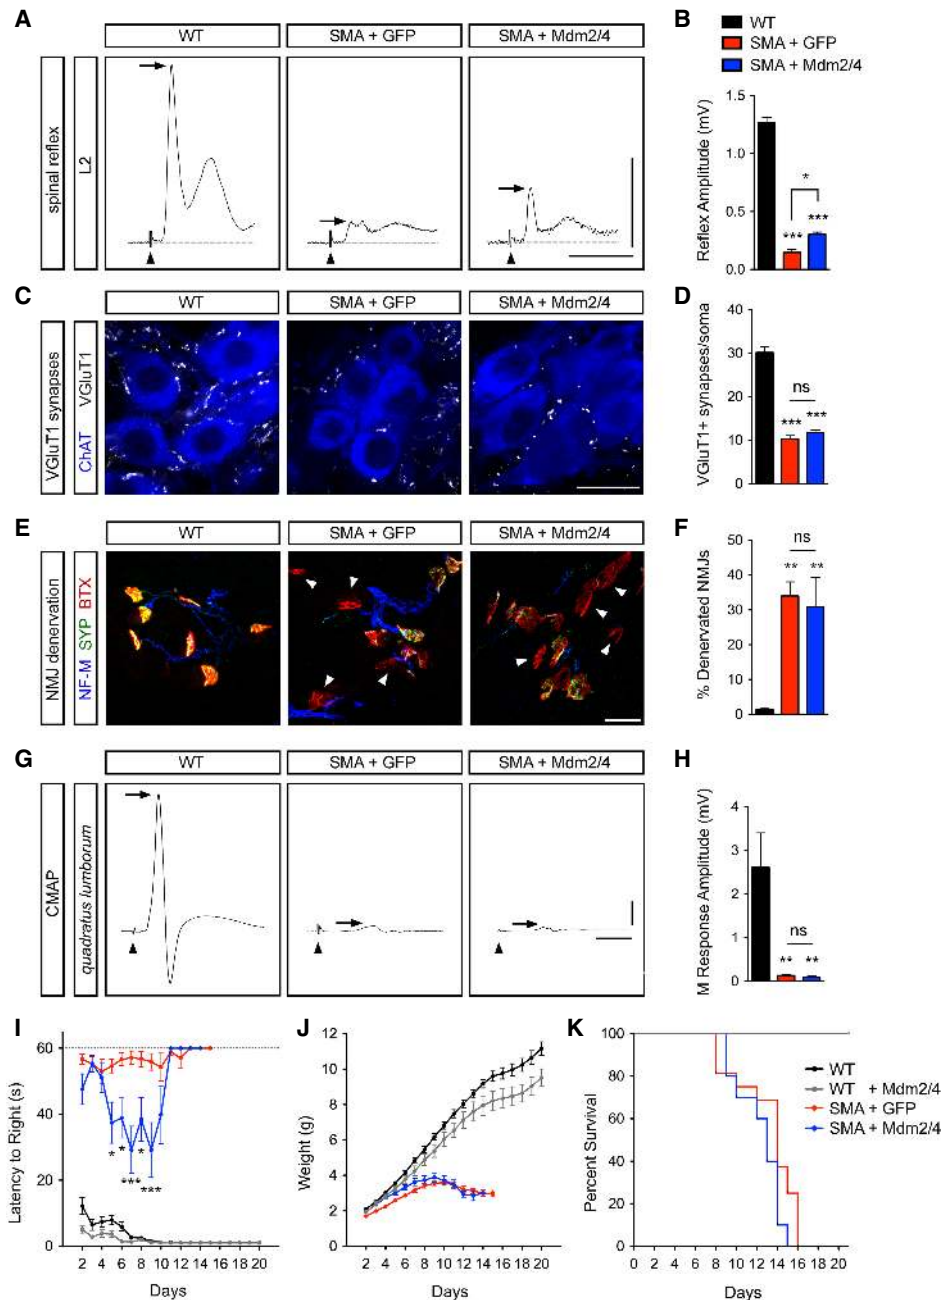 A
WT
SMA + GFP
SMA + Mdm2/4
spinal reflex
L2
B
WT
SMA + GFP
SMA + Mdm2/4
Reflex Amplitude (mV)
1.5
1.0
0.5
0.0
*
***
***
C
WT
SMA + GFP
SMA + Mdm2/4
VGluT1 synapses
ChAT VGluT1
D
VGluT1+ synapses/soma
40
30
20
10
0
ns
***
***
E
WT
SMA + GFP
SMA + Mdm2/4
NMJ denervation
NF-M SYP BTX
F
% Denervated NMJs
50
40
30
20
10
0
ns
**
**
G
WT
SMA + GFP
SMA + Mdm2/4
CMAP
quadratus lumborum
H
M Response Amplitude (mV)
4
3
2
1
0
ns
**
**
I
Latency to Right (s)
60
40
20
0
*
*
***
*
***
2 4 6 8 10 12 14 16 18 20
Days
J
Weight (g)
12
10
8
6
4
2
0
2 4 6 8 10 12 14 16 18 20
Days
K
Percent Survival
100
80
60
40
20
0
WT
WT + Mdm2/4
SMA + GFP
SMA + Mdm2/4
0 2 4 6 8 10 12 14 16 18 20
Days